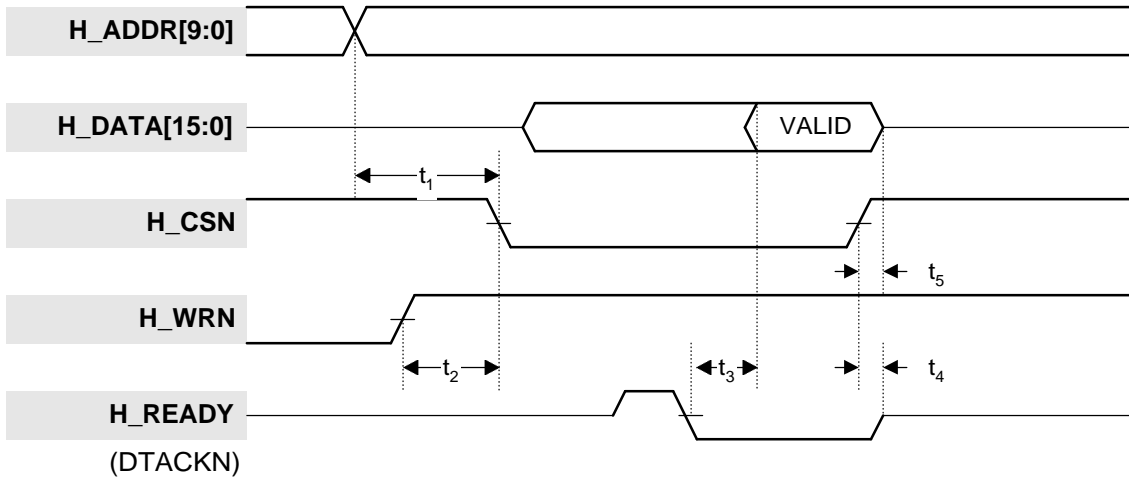 H_ADDR[9:0]
H_DATA[15:0]
VALID
t1
H_CSN
t5
H_WRN
t2
t3
t4
H_READY
(DTACKN)